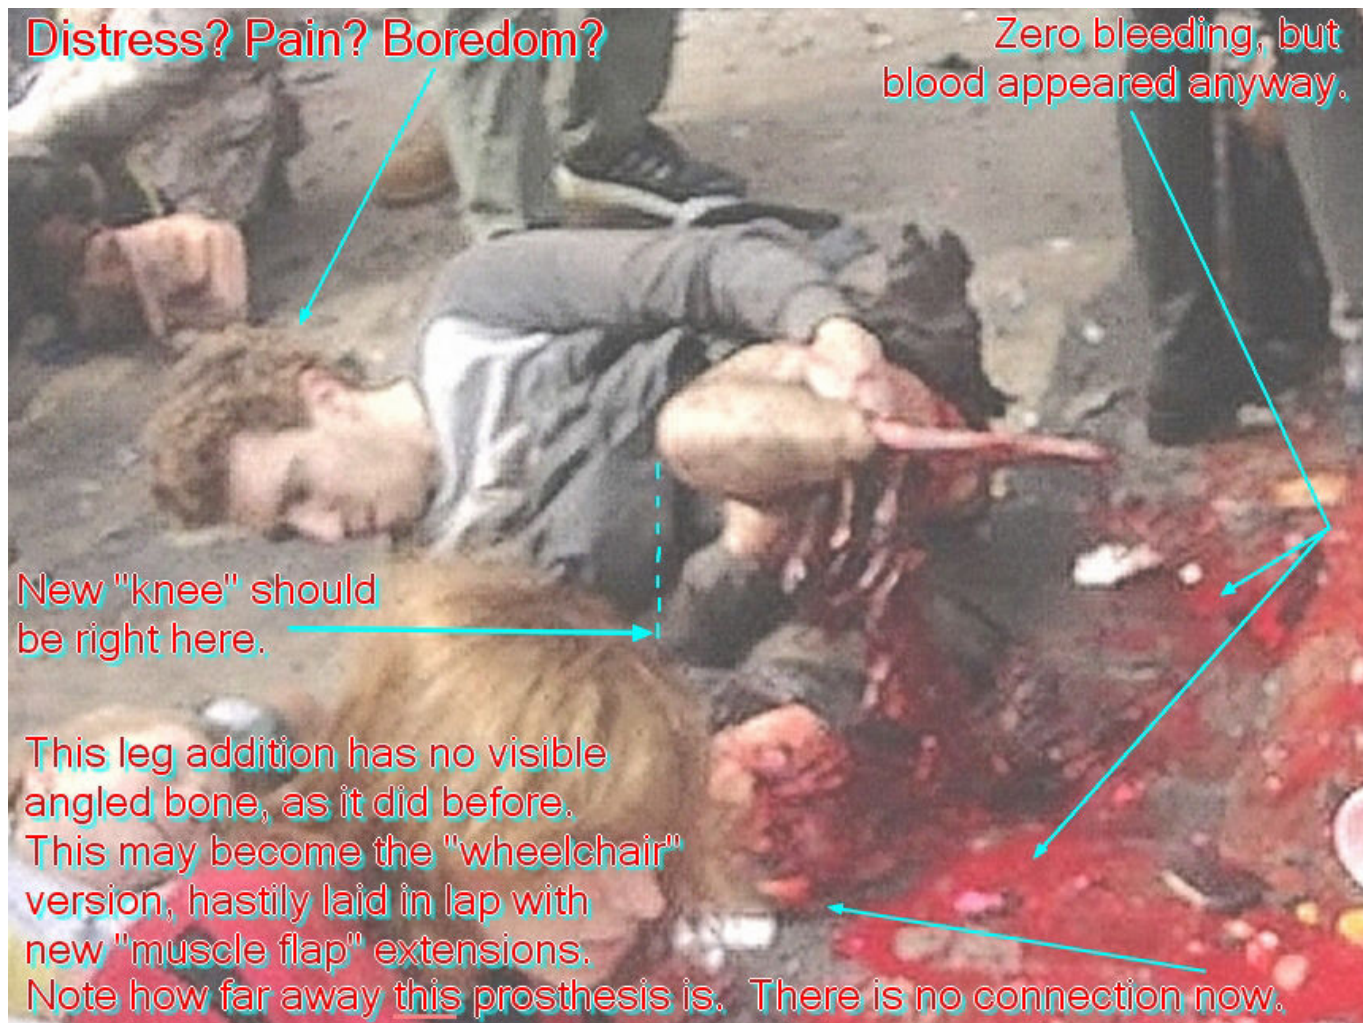 Distress? Pain? Boredom?
Zero bleeding, but
blood appeared anyway.
New "knee" should
be right here.
This leg addition has no visible
angled bone, as it did before.
This may become the "wheelchair"
version, hastily laid in lap with
new "muscle flap" extensions.
Note how far away this prosthesis is. There is no connection now.